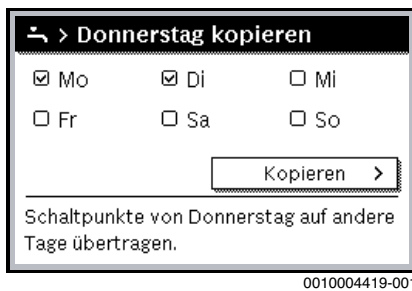 > Donnerstag kopieren
Mo Di Mi
Fr Sa So
Kopieren >
Schaltpunkte von Donnerstag auf andere
Tage übertragen.
0010004419-001